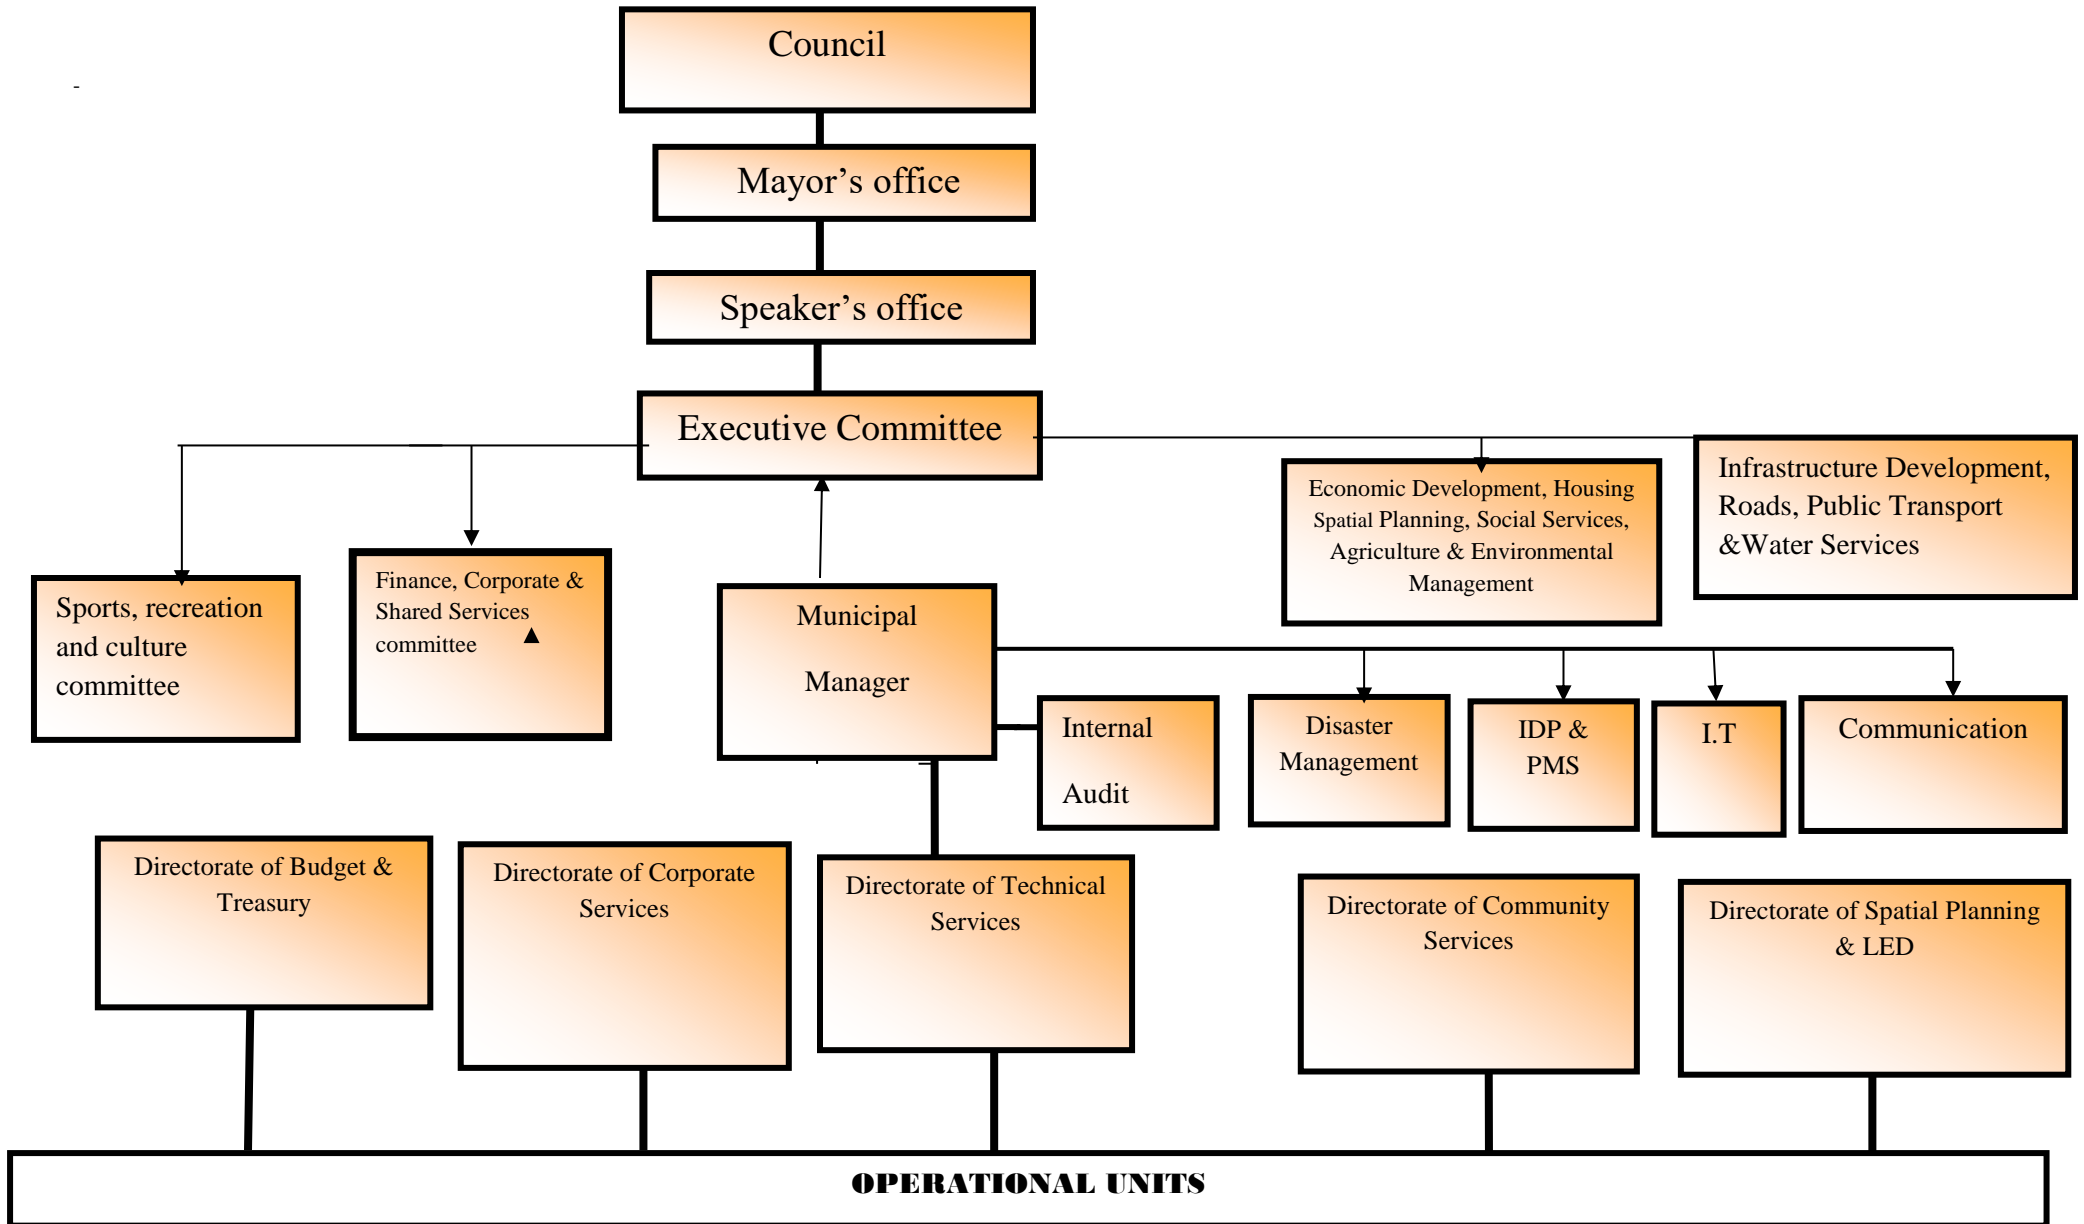 Council
-
Mayor’s office
Speaker’s office
Executive Committee
Infrastructure Development,
Roads, Public Transport
&Water Services
Economic Development, Housing
Spatial Planning, Social Services,
Agriculture & Environmental
Management
Finance, Corporate &
Shared Services
committee
Sports, recreation
and culture
committee
Municipal
Manager
Internal
Audit
Disaster
Management
IDP &
PMS
I.T
Communication
Directorate of Budget &
Treasury
Directorate of Corporate
Services
Directorate of Technical
Services
Directorate of Community
Services
Directorate of Spatial Planning
& LED
OPERATIONAL UNITS